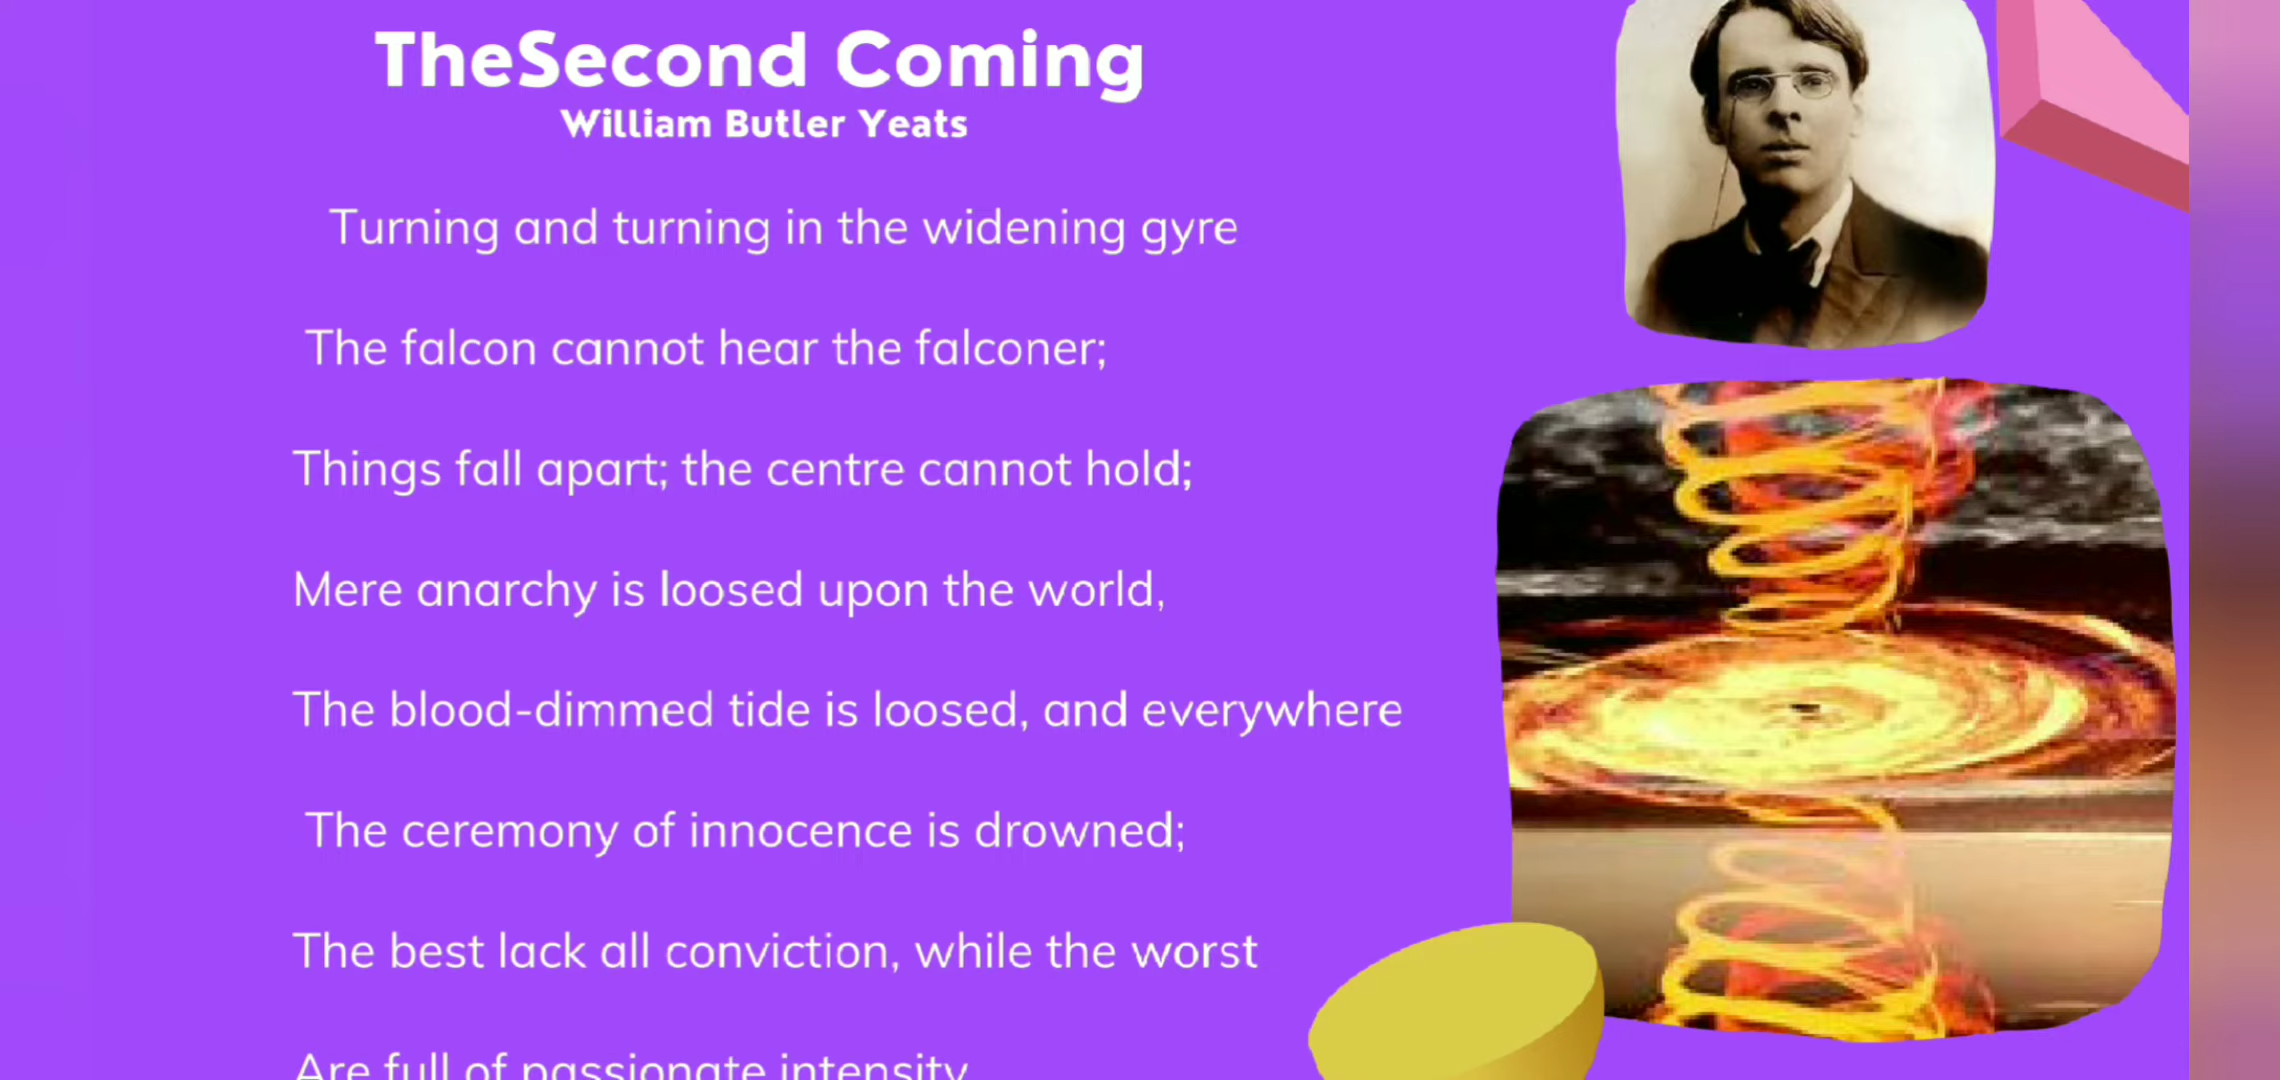 TheSecond Coming
William Butler Yeats
Turning and turning in the widening gyre
The falcon cannot hear the falconer;
Things fall apart; the centre cannot hold;
Mere anarchy is loosed upon the world,
The blood-dimmed tide is loosed, and everywhere
The ceremony of innocence is drowned;
The best lack all conviction, while the worst
Are full of passionate intensity